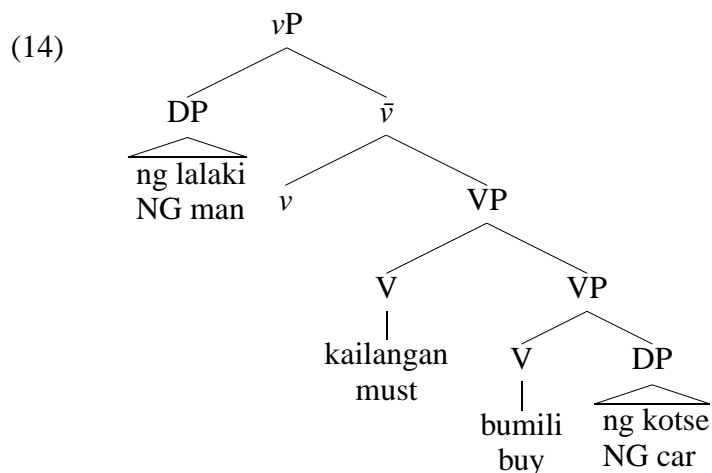 (14)
vP
DP v̄
ng lalaki
NG man
v VP
V VP
kailangan
must
V DP
bumili
buy
ng kotse
NG car